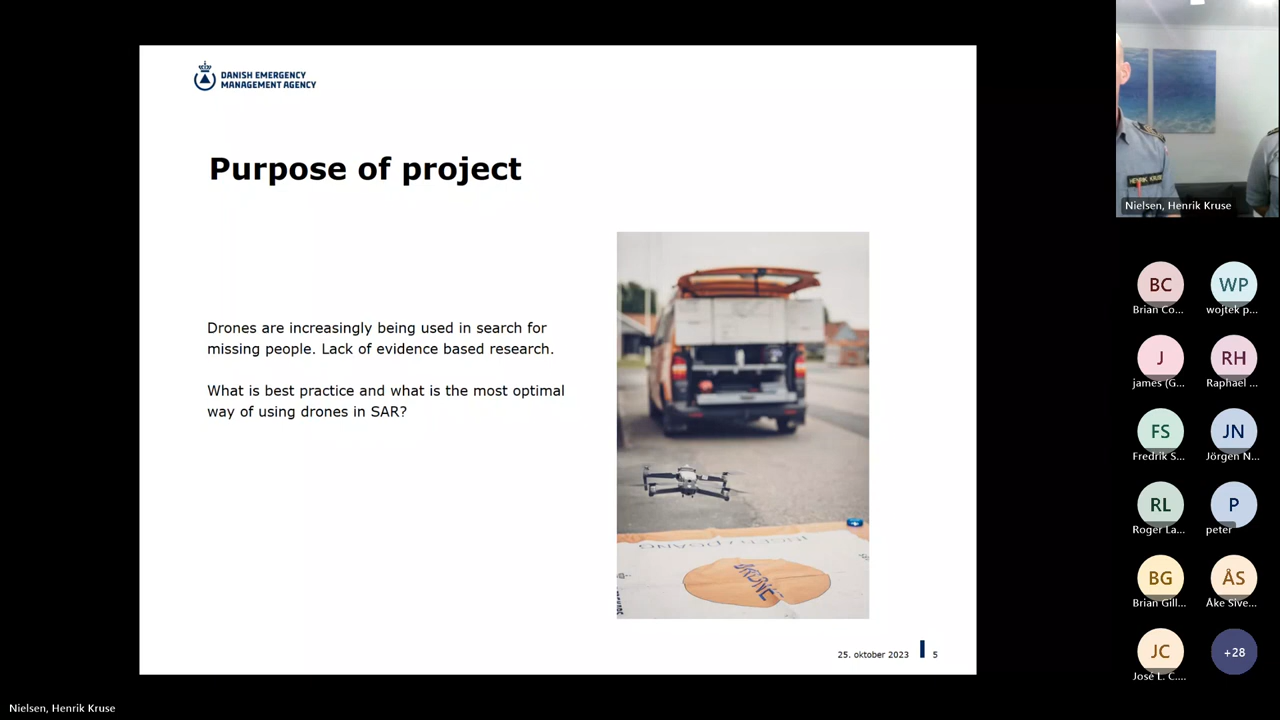 DANISH EMERGENCY
MANAGEMENT AGENCY
Purpose of project
Drones are increasingly being used in search for
missing people. Lack of evidence based research.
What is best practice and what is the most optimal
way of using drones in SAR?
DRONE
25. oktober 2023
5
HENRIK KRUSE
Nielsen, Henrik Kruse
BC
Brian Co...
WP
wojtek p...
J
james (G...
RH
Raphael ...
FS
Fredrik S...
JN
Jörgen N...
RL
Roger La...
P
peter
BG
Brian Gill...
ÅS
Åke Sive...
JC
José L. C....
+28
Nielsen, Henrik Kruse